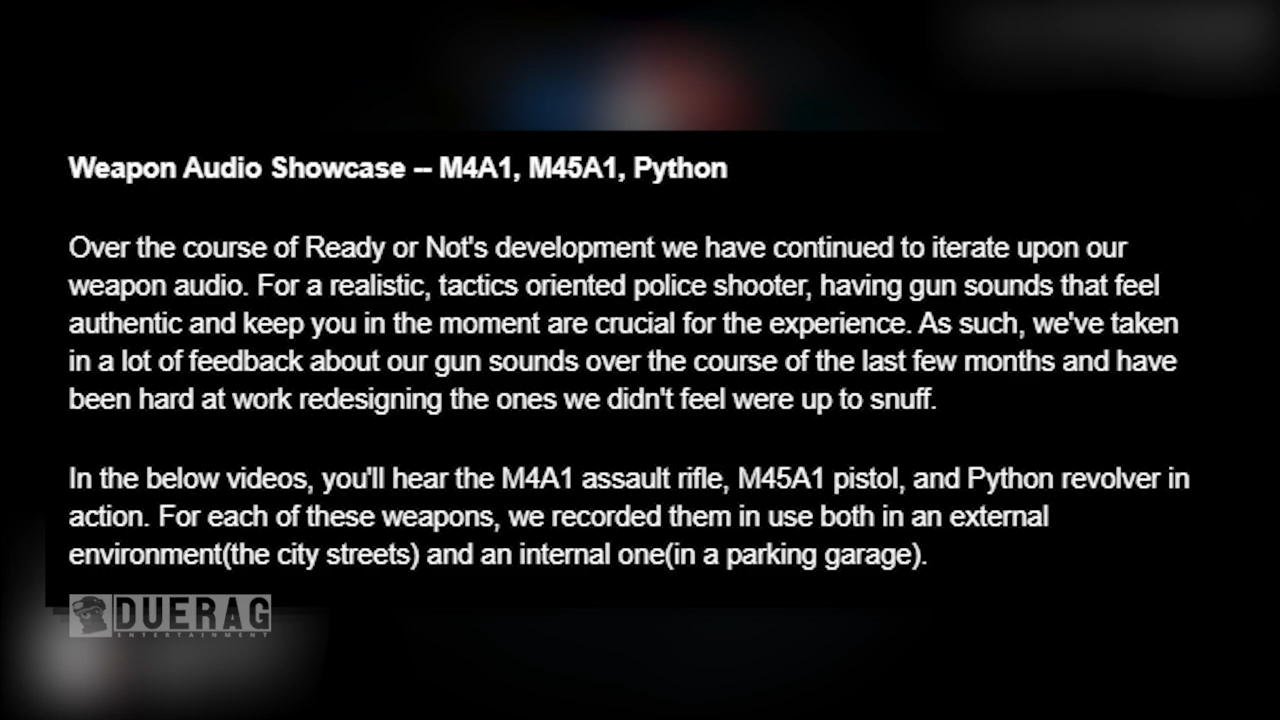 Weapon Audio Showcase -- M4A1, M45A1, Python
Over the course of Ready or Not's development we have continued to iterate upon our
weapon audio. For a realistic, tactics oriented police shooter, having gun sounds that feel
authentic and keep you in the moment are crucial for the experience. As such, we've taken
in a lot of feedback about our gun sounds over the course of the last few months and have
been hard at work redesigning the ones we didn't feel were up to snuff.
In the below videos, you'll hear the M4A1 assault rifle, M45A1 pistol, and Python revolver in
action. For each of these weapons, we recorded them in use both in an external
environment(the city streets) and an internal one(in a parking garage).
DUERAG
ENTERTAINMENT